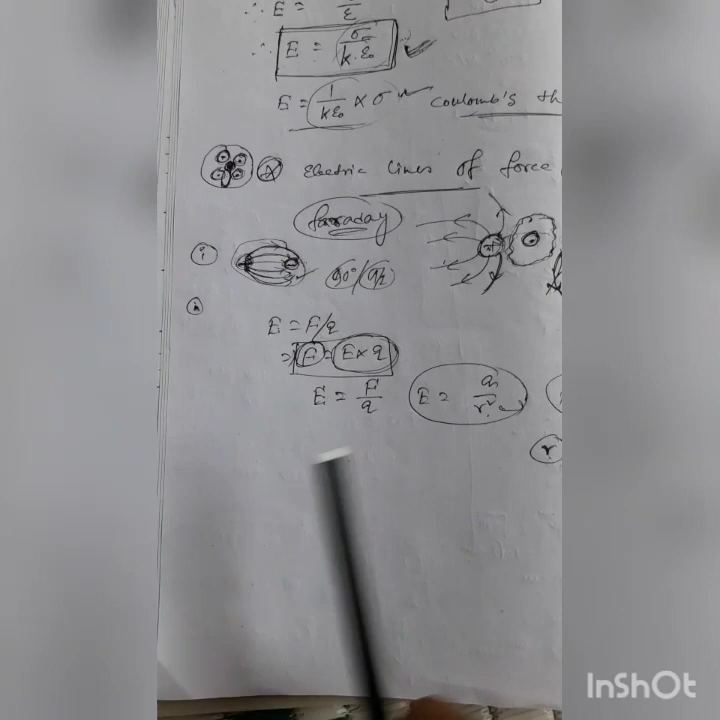 ∴ E =
ε
∴ E = σ
k.ε₀
E = 1/kε₀ × σ Coulomb's th
Electric lines of force
faraday
i
90°
E = F/q
= F = E × q
E = F/q
E = q/r²
r
InShOt